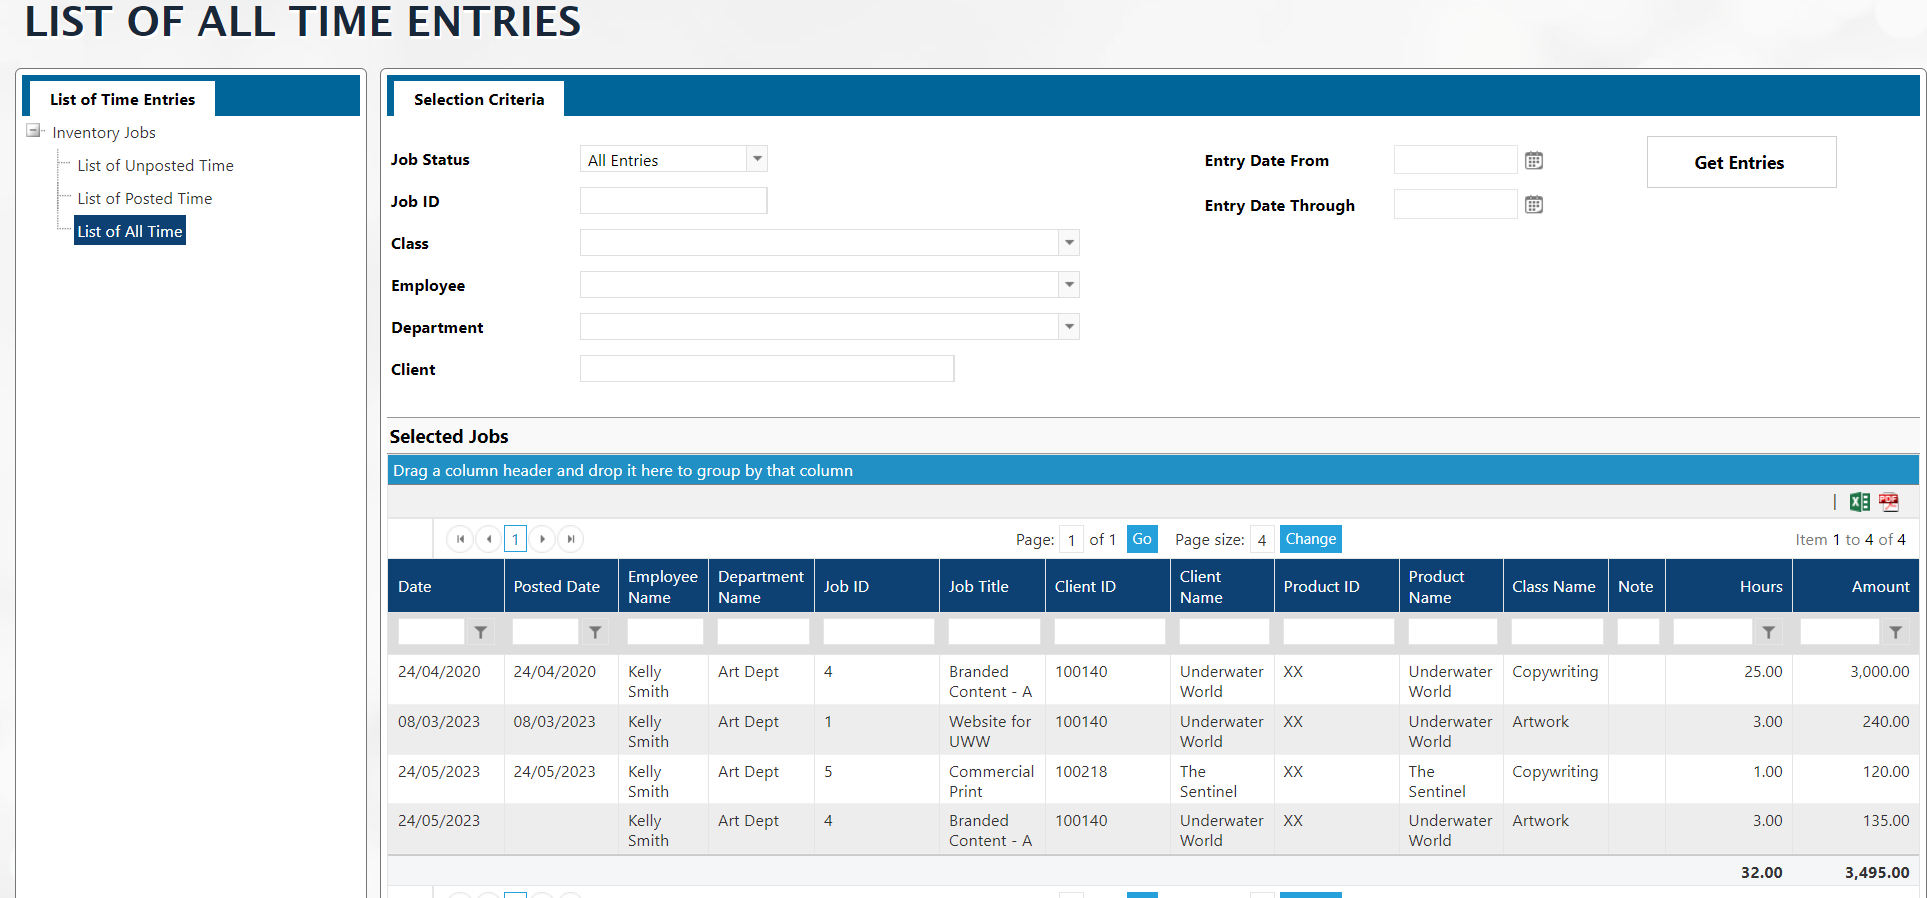 LIST OF ALL TIME ENTRIES
List of Time Entries
Inventory Jobs
List of Unposted Time
List of Posted Time
List of All Time
Selection Criteria
Job Status All Entries Entry Date From Get Entries
Job ID Entry Date Through
Class
Employee
Department
Client
Selected Jobs
Drag a column header and drop it here to group by that column
PDF
1 Page: 1 of 1 Go Page size: 4 Change Item 1 to 4 of 4
Date Posted Date Employee Name Department Name Job ID Job Title Client ID Client Name Product ID Product Name Class Name Note Hours Amount
24/04/2020 24/04/2020 Kelly Smith Art Dept 4 Branded Content - A 100140 Underwater World XX Underwater World Copywriting 25.00 3,000.00
08/03/2023 08/03/2023 Kelly Smith Art Dept 1 Website for UWW 100140 Underwater World XX Underwater World Artwork 3.00 240.00
24/05/2023 24/05/2023 Kelly Smith Art Dept 5 Commercial Print 100218 The Sentinel XX The Sentinel Copywriting 1.00 120.00
24/05/2023 Kelly Smith Art Dept 4 Branded Content - A 100140 Underwater World XX Underwater World Artwork 3.00 135.00
32.00 3,495.00